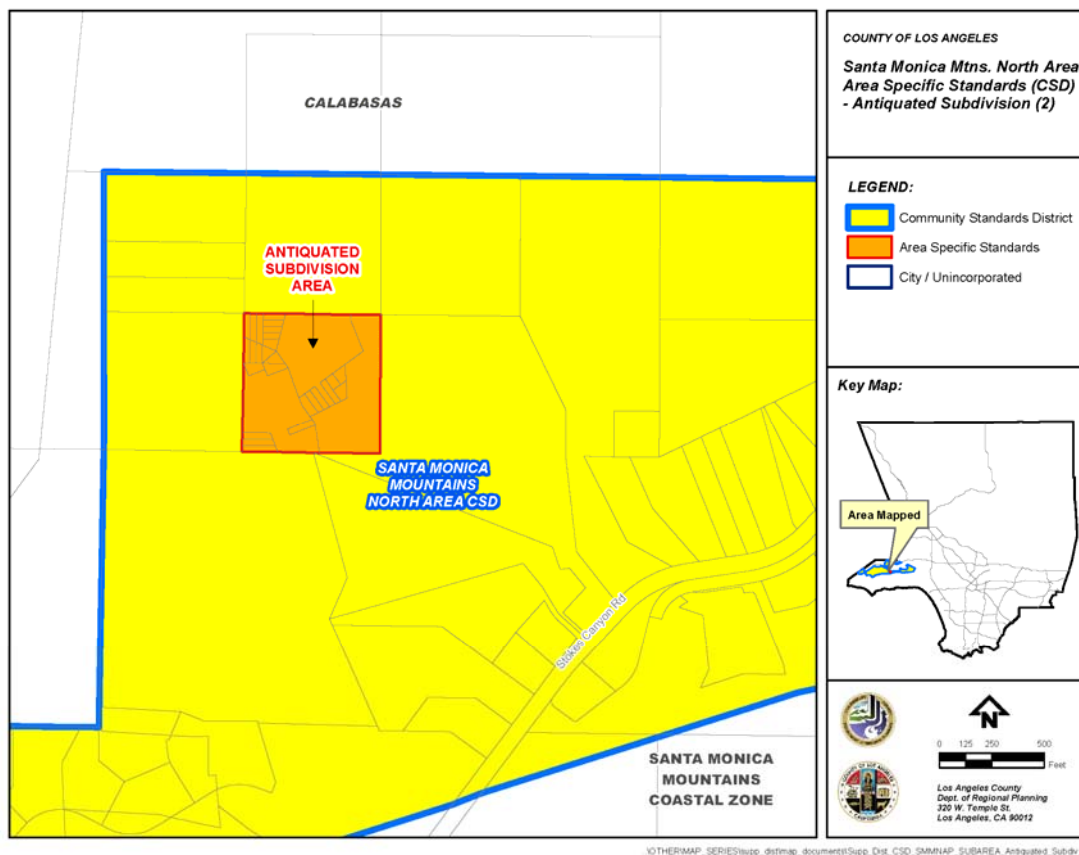 CALABASAS
ANTIQUATED
SUBDIVISION
AREA
SANTA MONICA
MOUNTAINS
NORTH AREA CSD
Stokes Canyon Rd
SANTA MONICA
MOUNTAINS
COASTAL ZONE
COUNTY OF LOS ANGELES
Santa Monica Mtns. North Area
Area Specific Standards (CSD)
- Antiquated Subdivision (2)
LEGEND:
Community Standards District
Area Specific Standards
City / Unincorporated
Key Map:
Area Mapped
N
0 125 250 500
Feet
Los Angeles County
Dept. of Regional Planning
320 W. Temple St.
Los Angeles, CA 90012